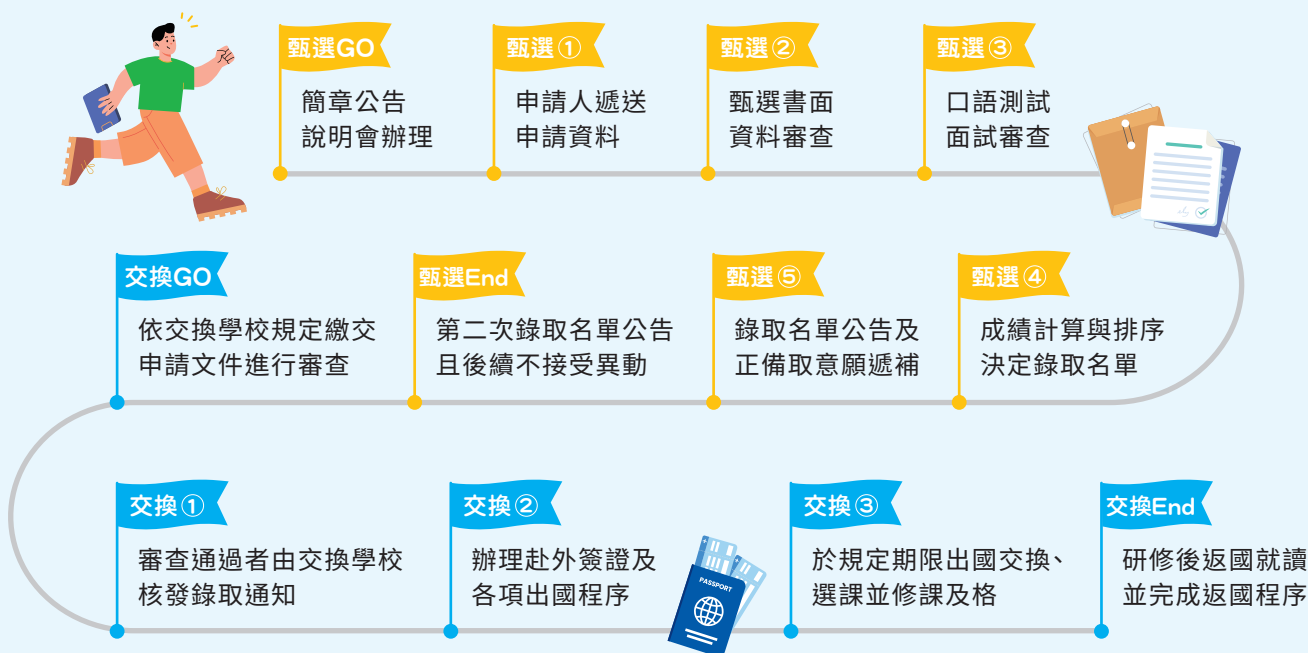 甄選GO
簡章公告
說明會辦理
甄選①
申請人遞送
申請資料
甄選②
甄選書面
資料審查
甄選③
口語測試
面試審查
甄選④
成績計算與排序
決定錄取名單
甄選⑤
錄取名單公告及
正備取意願遞補
甄選End
第二次錄取名單公告
且後續不接受異動
交換GO
依交換學校規定繳交
申請文件進行審查
交換①
審查通過者由交換學校
核發錄取通知
交換②
辦理赴外簽證及
各項出國程序
PASSPORT
交換③
於規定期限出國交換、
選課並修課及格
交換End
研修後返國就讀
並完成返國程序